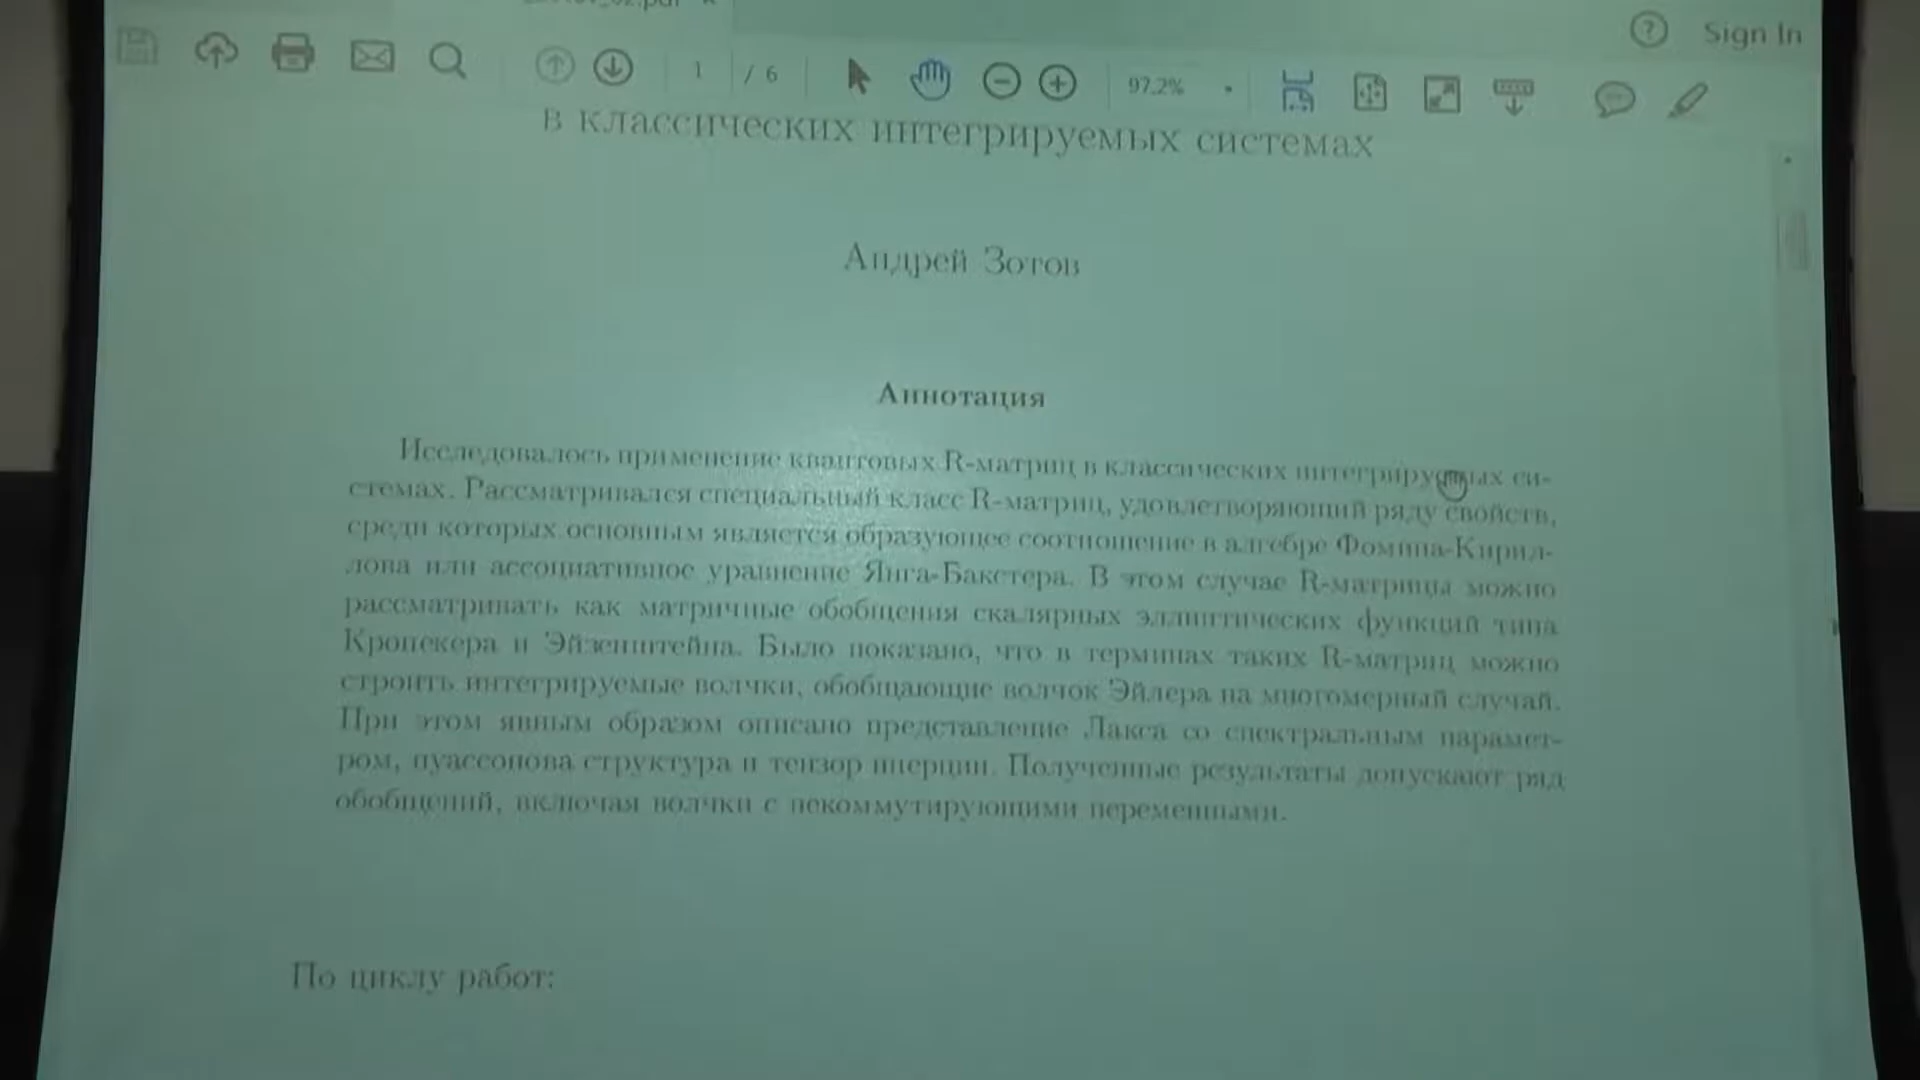 Sign In
1 / 6
97.2%
в классических интегрируемых системах
Андрей Зотов
Аннотация
Исследовалось применение квантовых R-матриц в классических интегрируемых си-
стемах. Рассматривался специальный класс R-матриц, удовлетворяющий ряду свойств,
среди которых основным является образующее соотношение в алгебре Фомина-Кирил-
лова или ассоциативное уравнение Янга-Бакстера. В этом случае R-матрицы можно
рассматривать как матричные обобщения скалярных эллиптических функций типа
Кронекера и Эйзенштейна. Было показано, что в терминах таких R-матриц можно
строить интегрируемые волчки, обобщающие волчок Эйлера на многомерный случай.
При этом явным образом описано представление Лакса со спектральным парамет-
ром, пуассонова структура и тензор инерции. Полученные результаты допускают ряд
обобщений, включая волчки с некоммутирующими переменными.
По циклу работ: